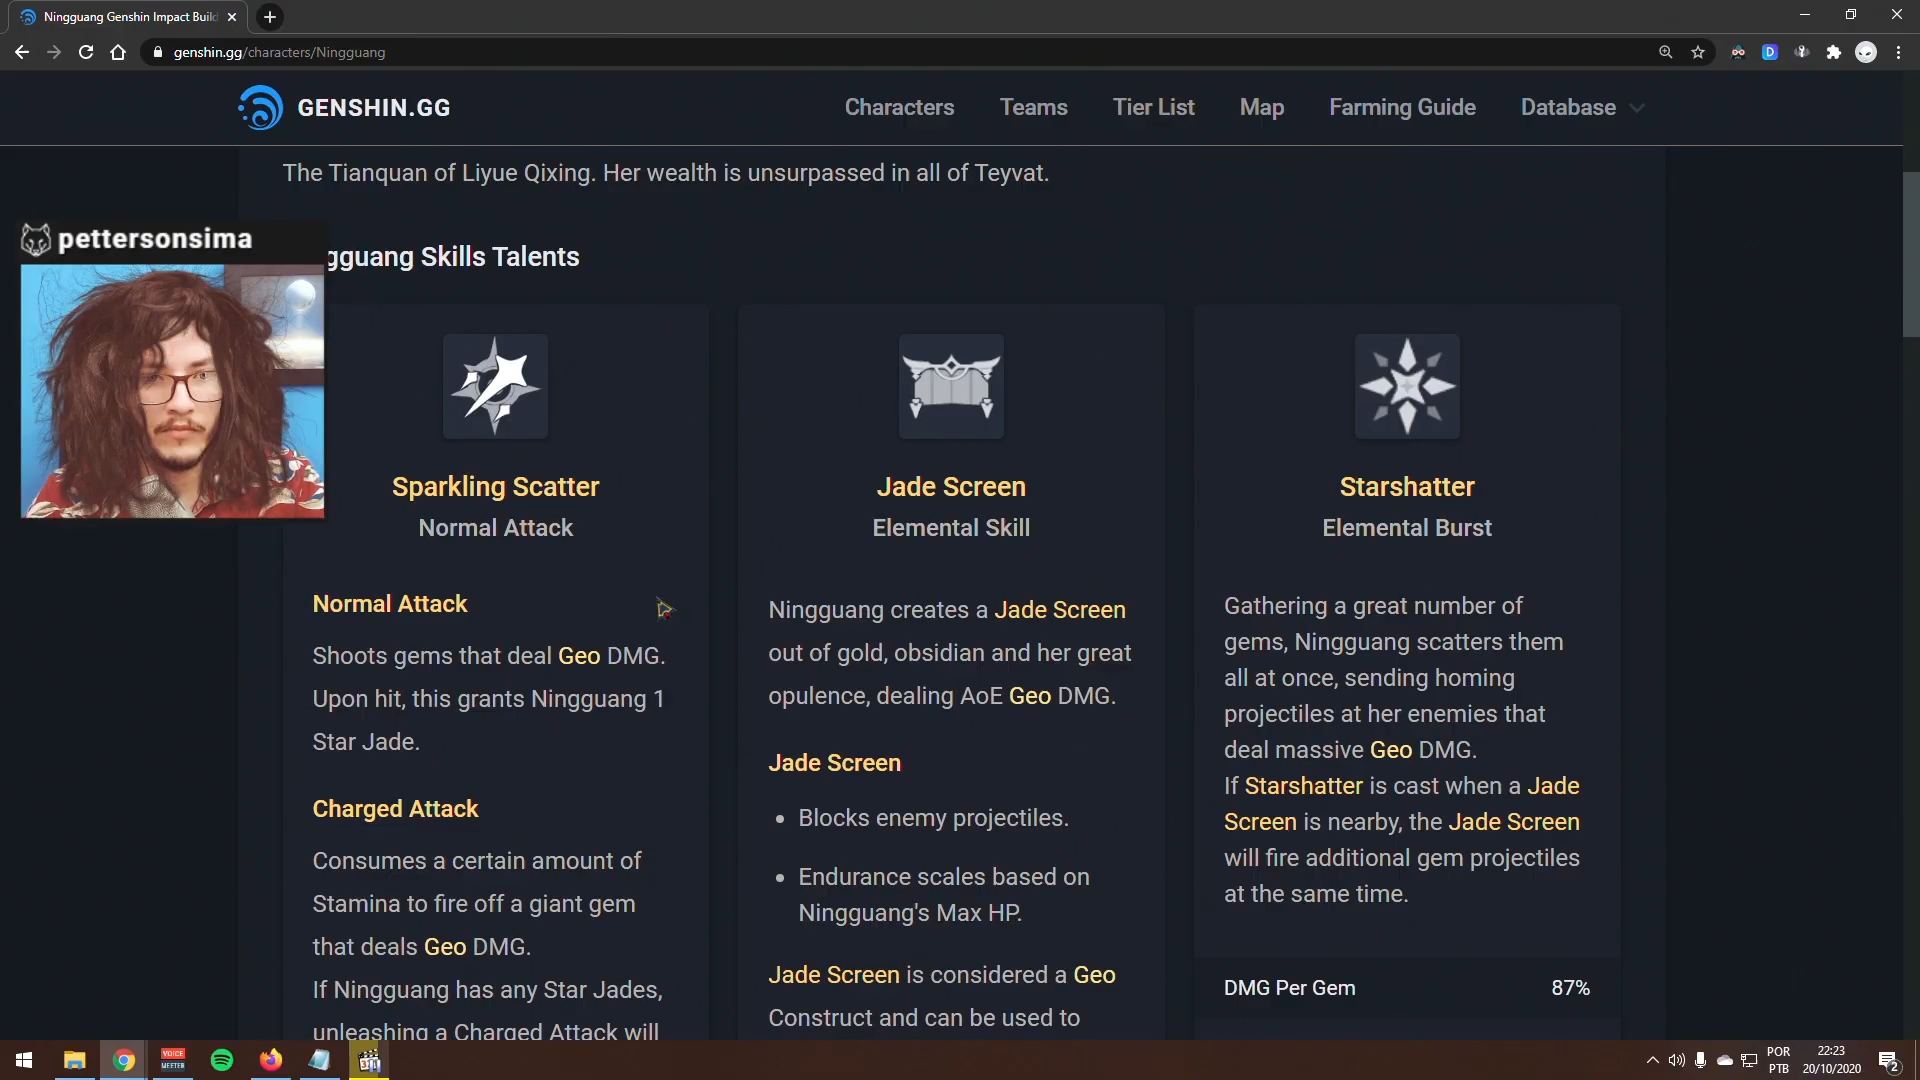 Ningguang Genshin Impact Build
genshin.gg/characters/Ningguang
GENSHIN.GG
Characters
Teams
Tier List
Map
Farming Guide
Database
The Tianquan of Liyue Qixing. Her wealth is unsurpassed in all of Teyvat.
pettersonsima
gguang Skills Talents
Sparkling Scatter
Normal Attack
Normal Attack
Shoots gems that deal Geo DMG.
Upon hit, this grants Ningguang 1
Star Jade.
Charged Attack
Consumes a certain amount of
Stamina to fire off a giant gem
that deals Geo DMG.
If Ningguang has any Star Jades,
unleashing a Charged Attack will
Jade Screen
Elemental Skill
Ningguang creates a Jade Screen
out of gold, obsidian and her great
opulence, dealing AoE Geo DMG.
Jade Screen
• Blocks enemy projectiles.
• Endurance scales based on
Ningguang's Max HP.
Jade Screen is considered a Geo
Construct and can be used to
Starshatter
Elemental Burst
Gathering a great number of
gems, Ningguang scatters them
all at once, sending homing
projectiles at her enemies that
deal massive Geo DMG.
If Starshatter is cast when a Jade
Screen is nearby, the Jade Screen
will fire additional gem projectiles
at the same time.
DMG Per Gem 87%
VOICE
MEETER
POR
PTB
22:23
20/10/2020
2